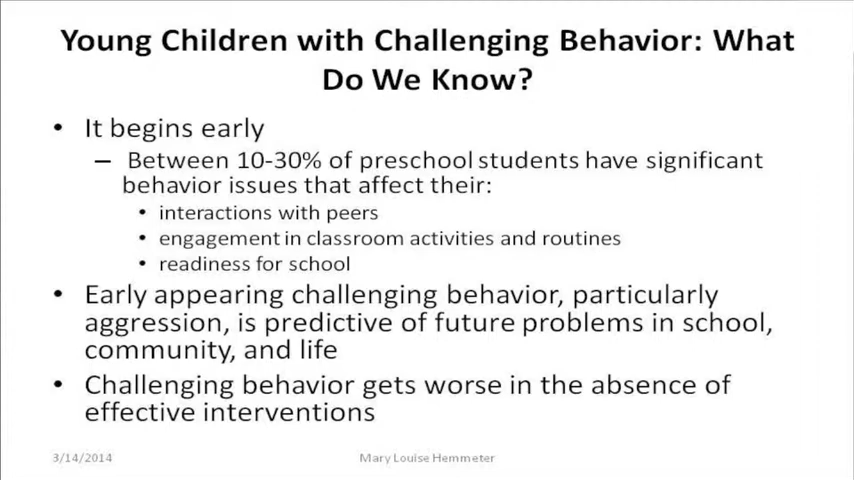 Young Children with Challenging Behavior: What
Do We Know?
• It begins early
– Between 10-30% of preschool students have significant
behavior issues that affect their:
• interactions with peers
• engagement in classroom activities and routines
• readiness for school
• Early appearing challenging behavior, particularly
aggression, is predictive of future problems in school,
community, and life
• Challenging behavior gets worse in the absence of
effective interventions
3/14/2014 Mary Louise Hemmeter